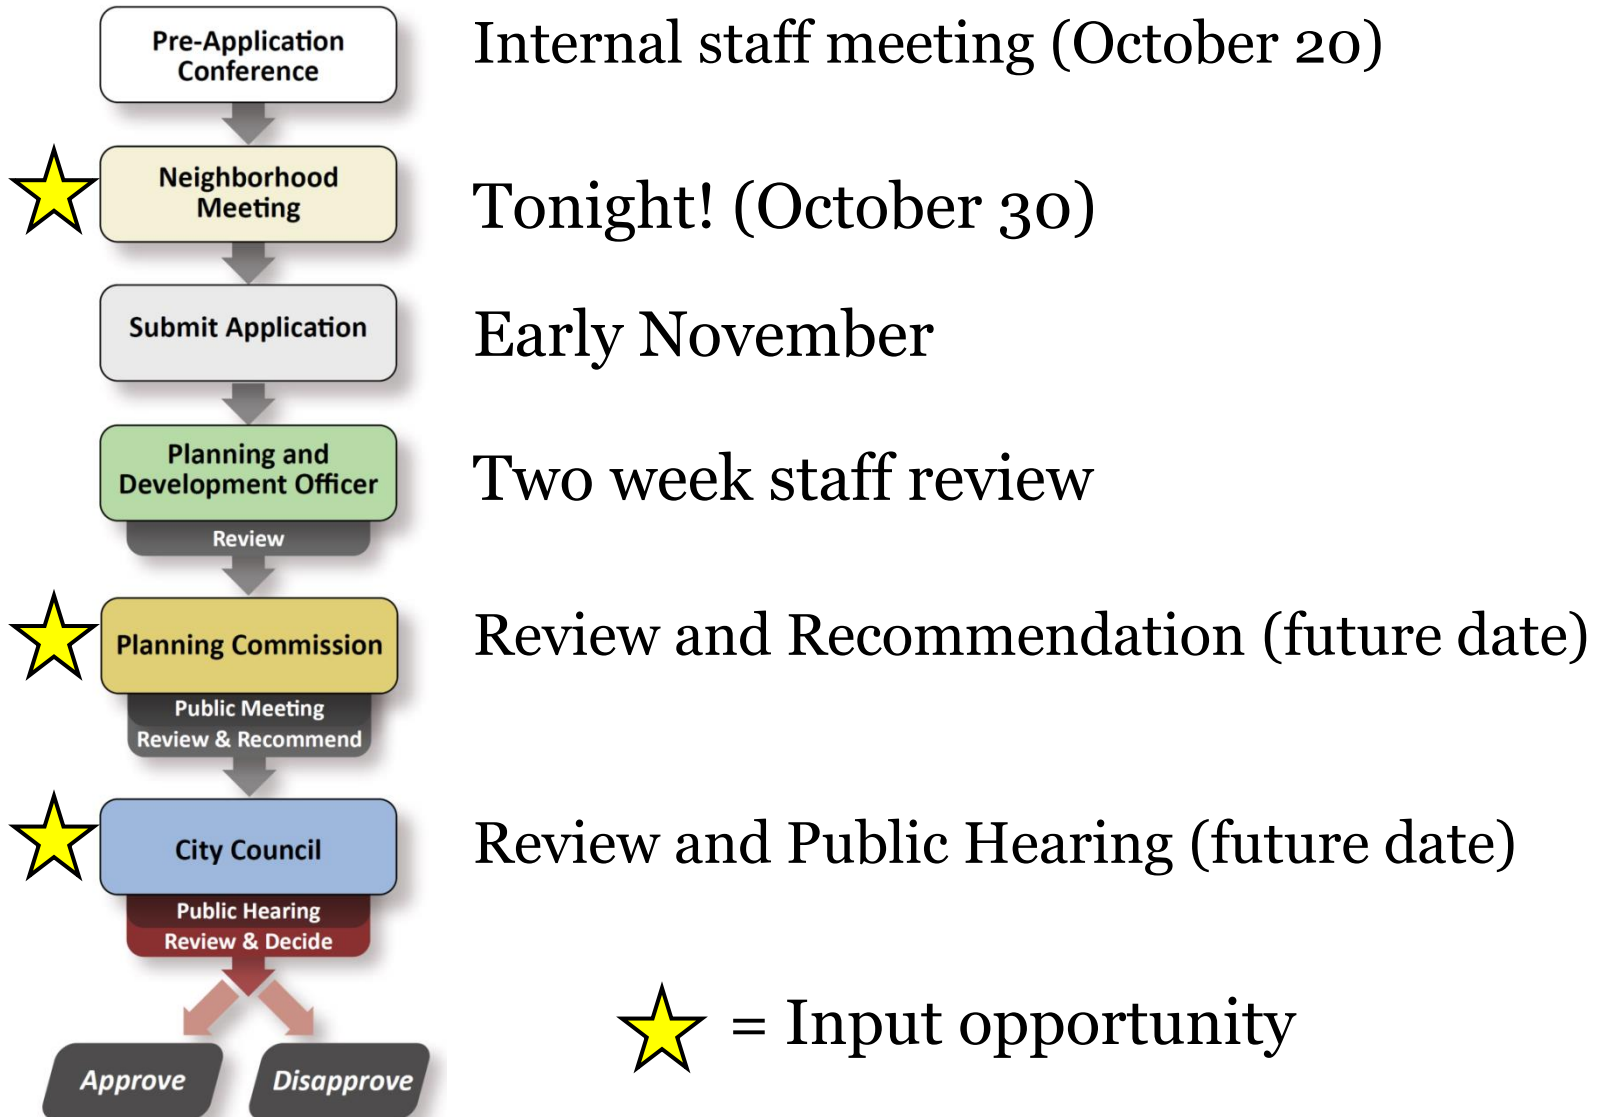 Pre-Application
Conference
Internal staff meeting (October 20)
Neighborhood
Meeting
Tonight! (October 30)
Submit Application
Early November
Planning and
Development Officer
Review
Two week staff review
Planning Commission
Public Meeting
Review & Recommend
Review and Recommendation (future date)
City Council
Public Hearing
Review & Decide
Review and Public Hearing (future date)
Approve
Disapprove
= Input opportunity